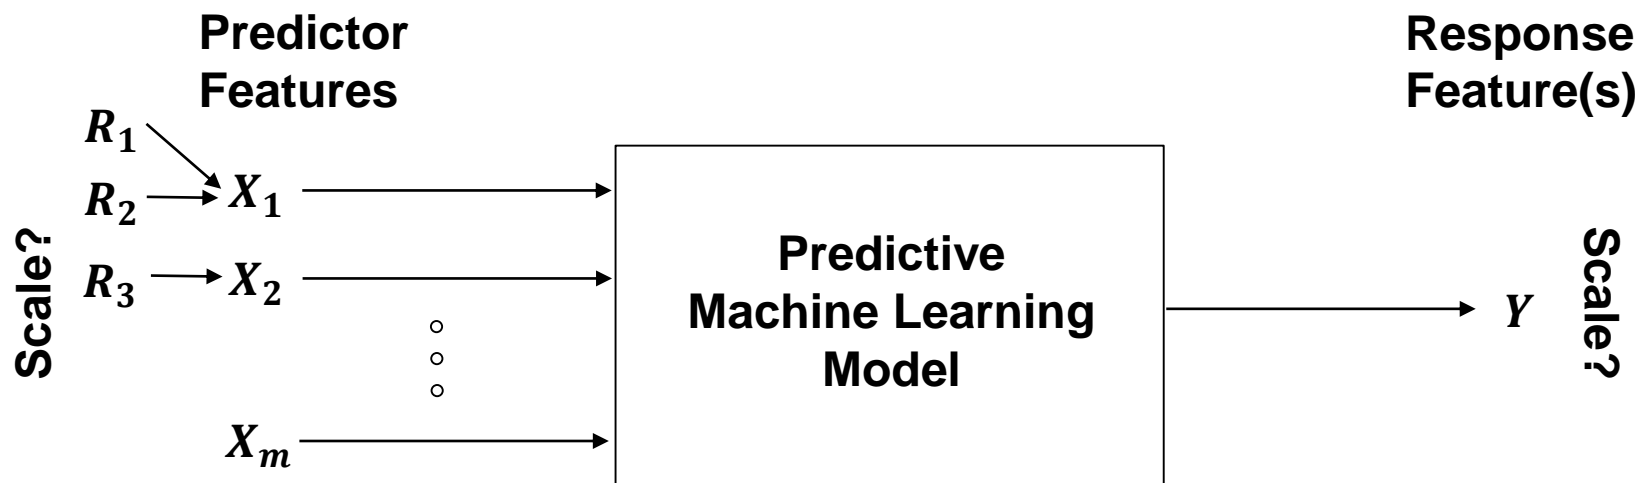 Predictor
Features
Response
Feature(s)
R₁
R₂
X₁
Scale?
R₃
X₂
Predictive
Machine Learning
Model
Y
Scale?
Xₘ